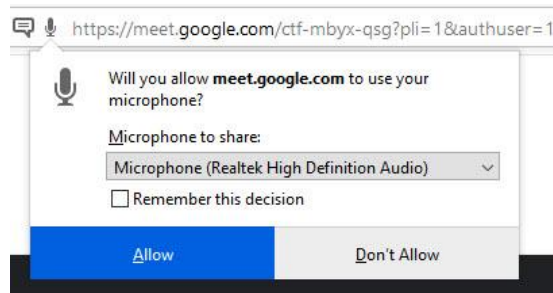 https://meet.google.com/ctf-mbyx-qsg?pli=1&authuser=1
Will you allow meet.google.com to use your
microphone?
Microphone to share:
Microphone (Realtek High Definition Audio)
Remember this decision
Allow
Don't Allow